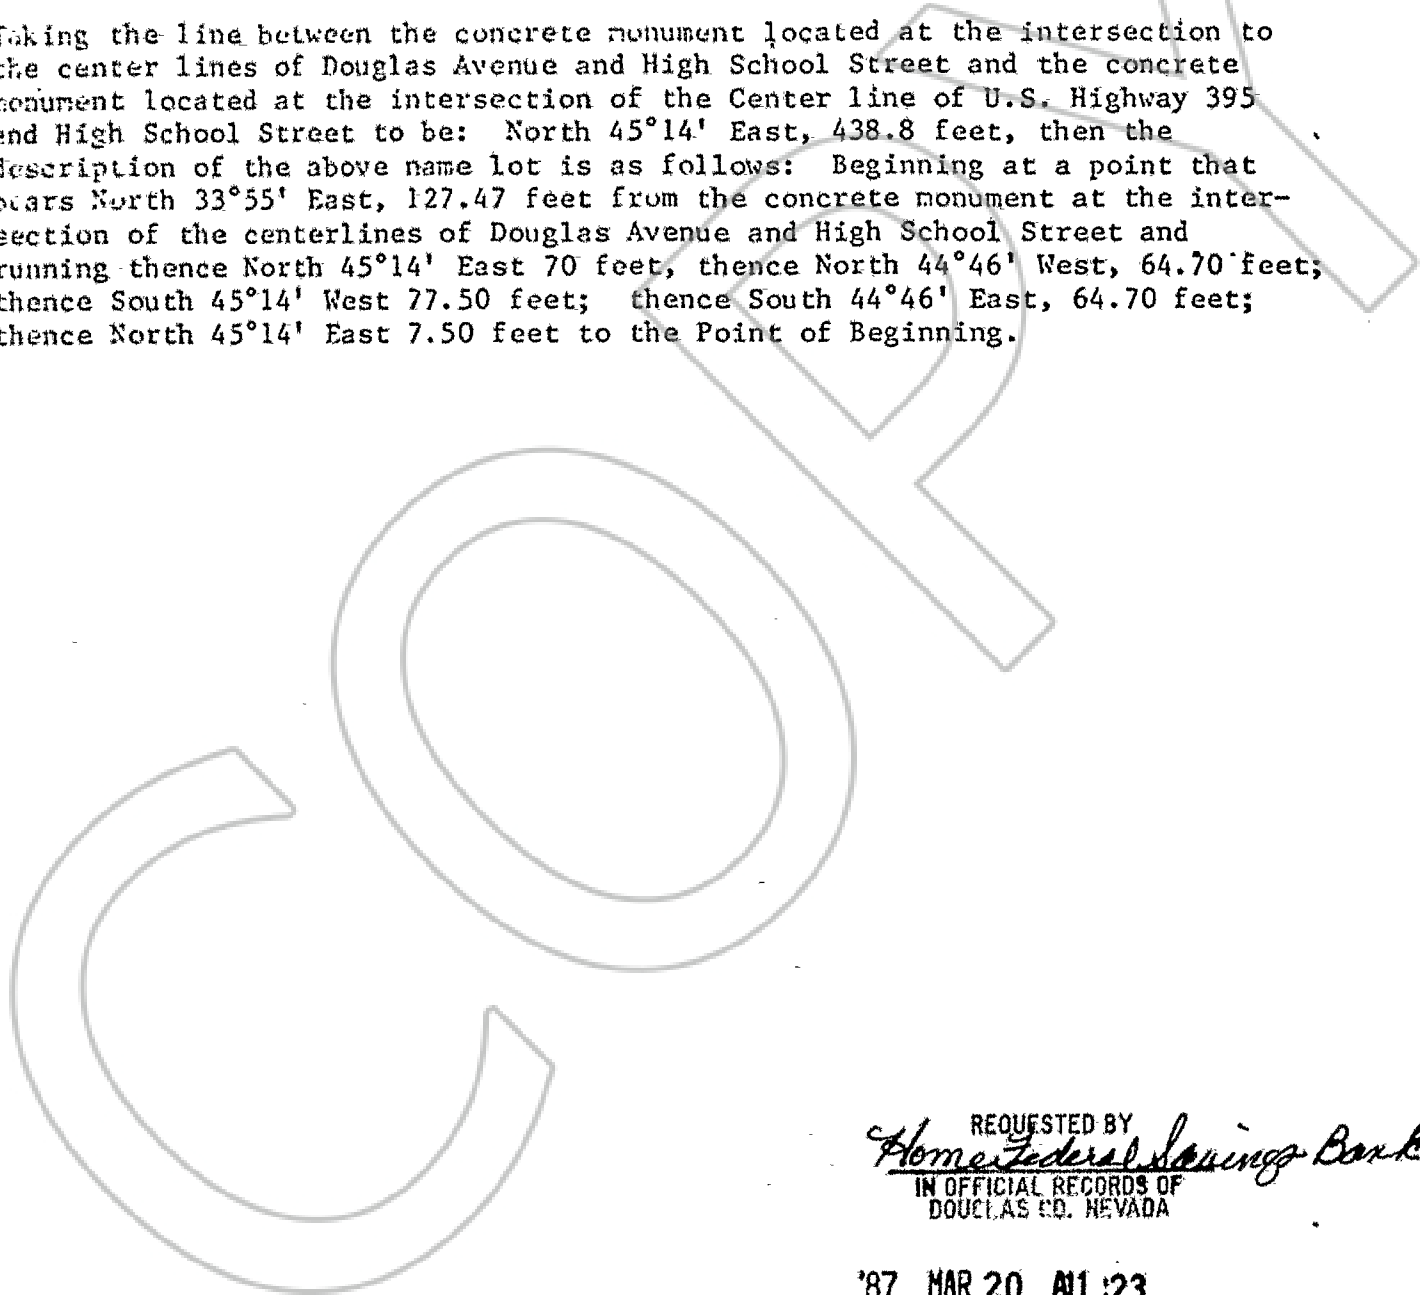 Taking the line between the concrete monument located at the intersection to
the center lines of Douglas Avenue and High School Street and the concrete
monument located at the intersection of the Center line of U.S. Highway 395
and High School Street to be: North 45°14' East, 438.8 feet, then the
description of the above name lot is as follows: Beginning at a point that
bears North 33°55' East, 127.47 feet from the concrete monument at the inter-
section of the centerlines of Douglas Avenue and High School Street and
running thence North 45°14' East 70 feet, thence North 44°46' West, 64.70 feet;
thence South 45°14' West 77.50 feet; thence South 44°46' East, 64.70 feet;
thence North 45°14' East 7.50 feet to the Point of Beginning.
COPY
REQUESTED BY
Home Federal Savings Bank
IN OFFICIAL RECORDS OF
DOUGLAS CO. NEVADA
'87 MAR 20 A11:23